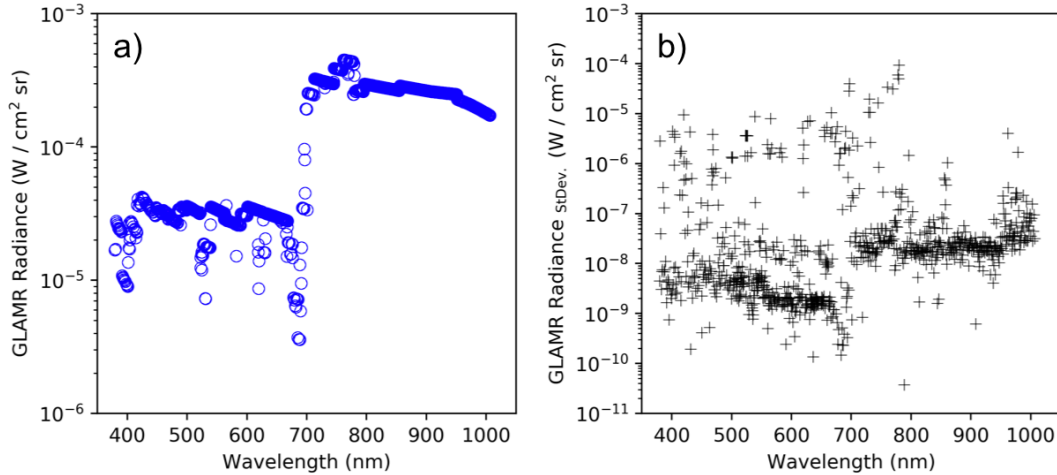 a)
10⁻³
10⁻⁴
10⁻⁵
10⁻⁶
GLAMR Radiance (W / cm² sr)
400 500 600 700 800 900 1000
Wavelength (nm)
b)
10⁻³
10⁻⁴
10⁻⁵
10⁻⁶
10⁻⁷
10⁻⁸
10⁻⁹
10⁻¹⁰
10⁻¹¹
GLAMR Radiance StDev. (W / cm² sr)
400 500 600 700 800 900 1000
Wavelength (nm)